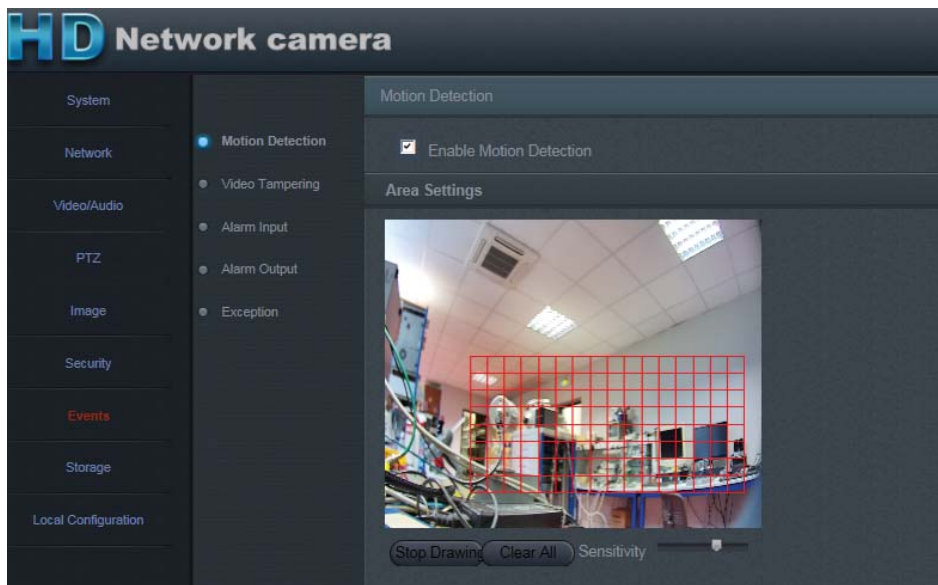 HD Network camera
System
Network
Video/Audio
PTZ
Image
Security
Events
Storage
Local Configuration
Motion Detection
Video Tampering
Alarm Input
Alarm Output
Exception
Motion Detection
Enable Motion Detection
Area Settings
Stop Drawing Clear All Sensitivity